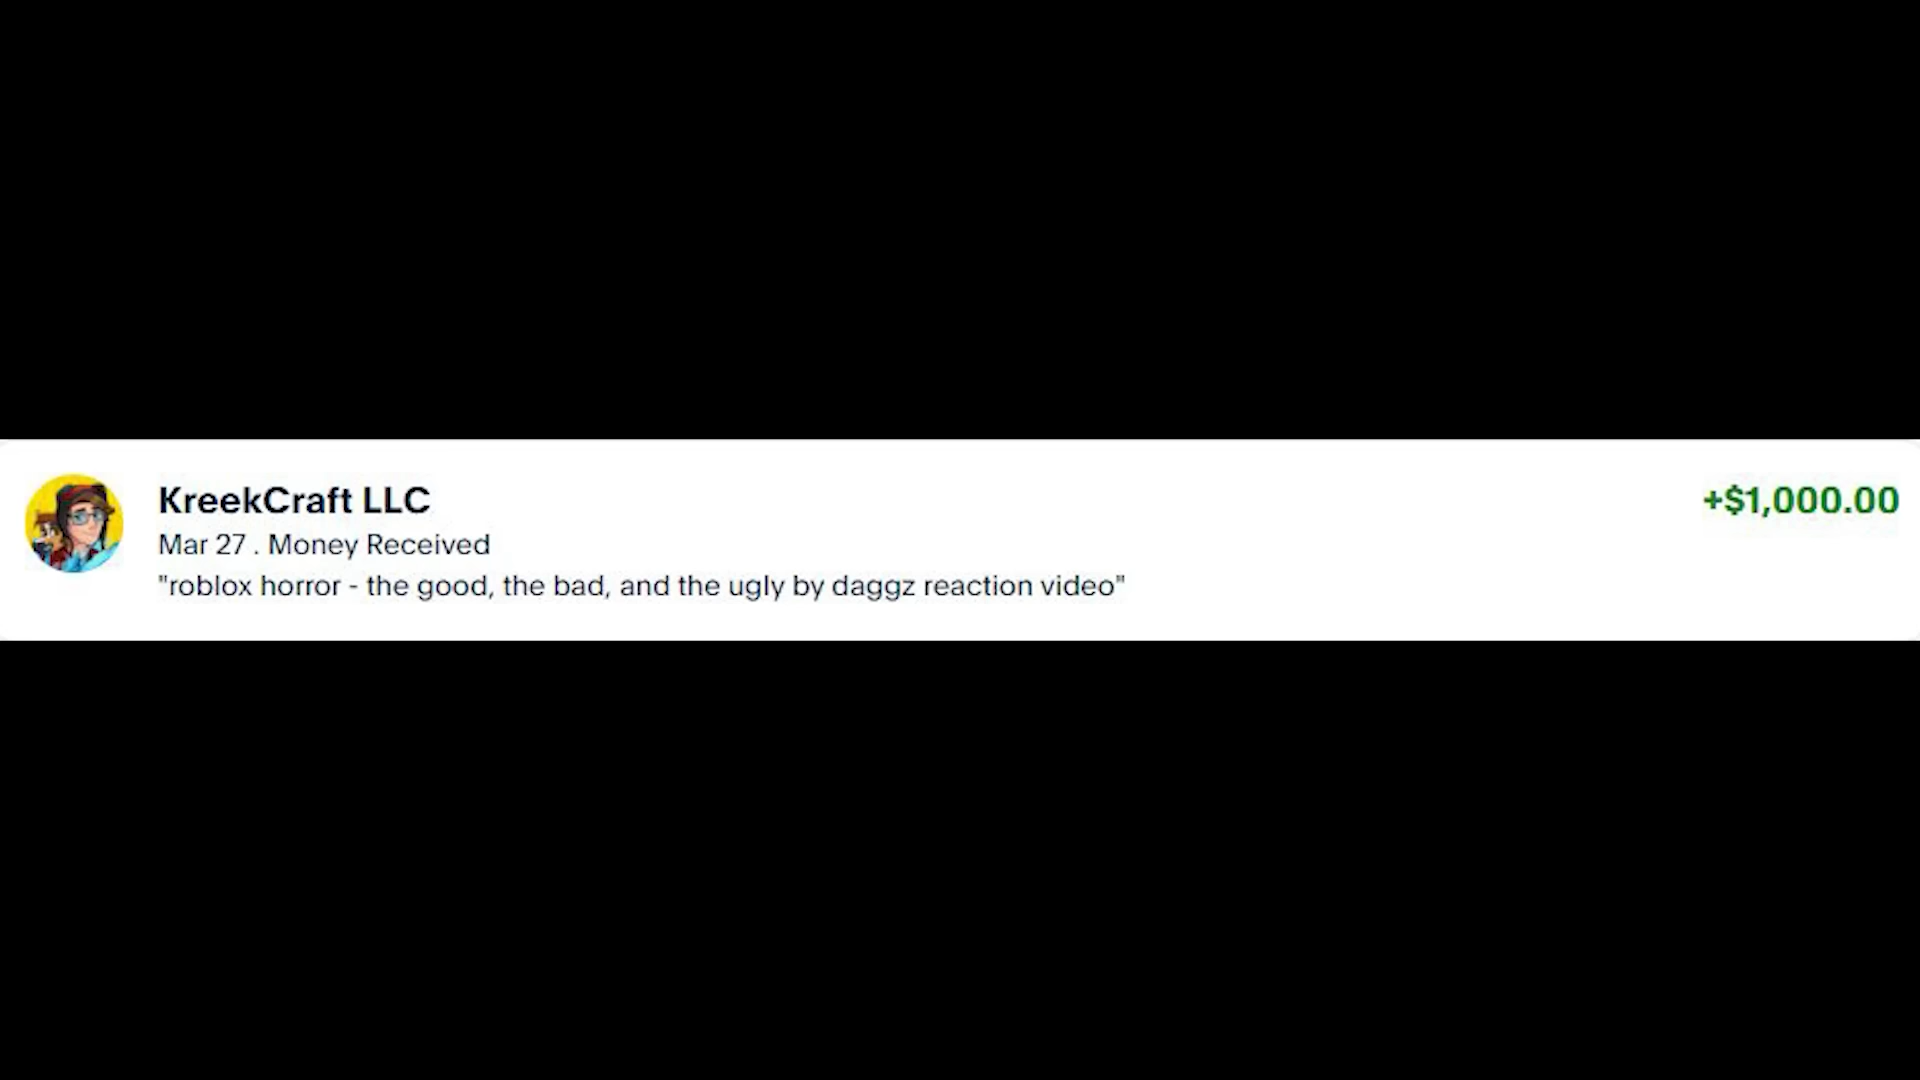 KreekCraft LLC
+$1,000.00
Mar 27 . Money Received
"roblox horror - the good, the bad, and the ugly by daggz reaction video"